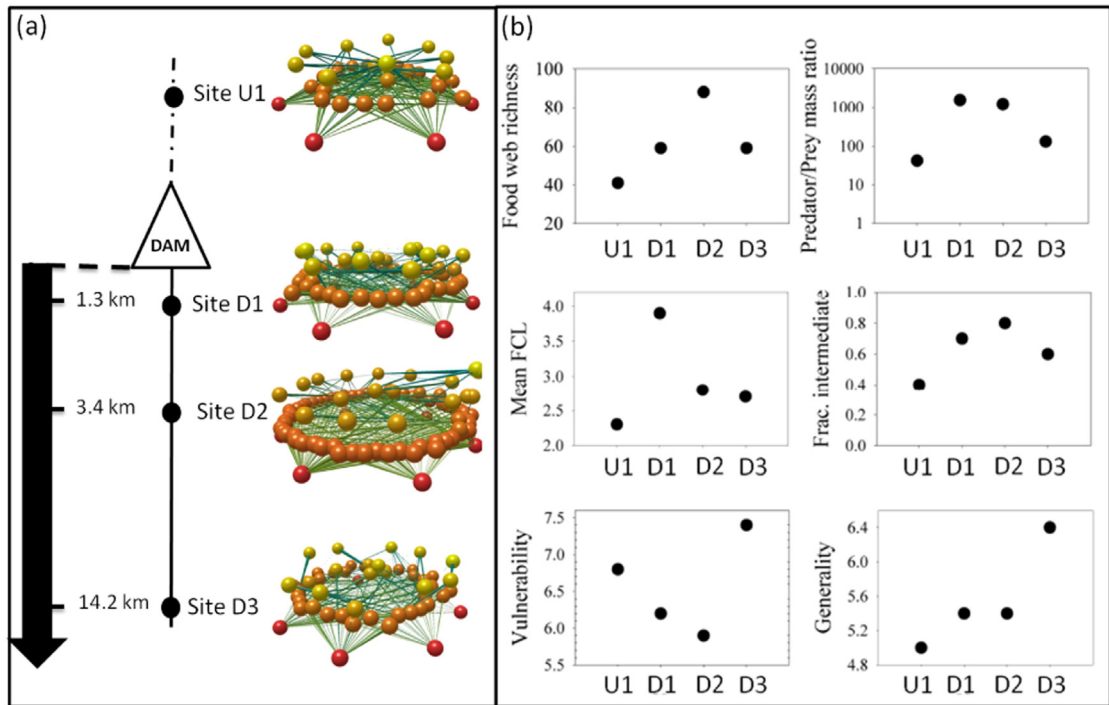 (a)
Site U1
DAM
1.3 km
Site D1
3.4 km
Site D2
14.2 km
Site D3
(b)
Food web richness
100
80
60
40
20
U1 D1 D2 D3
Predator/Prey mass ratio
10000
1000
100
10
1
U1 D1 D2 D3
Mean FCL
4.0
3.5
3.0
2.5
2.0
U1 D1 D2 D3
Frac. intermediate
1.0
0.8
0.6
0.4
0.2
0.0
U1 D1 D2 D3
Vulnerability
7.5
7.0
6.5
6.0
5.5
U1 D1 D2 D3
Generality
6.4
6.0
5.6
5.2
4.8
U1 D1 D2 D3